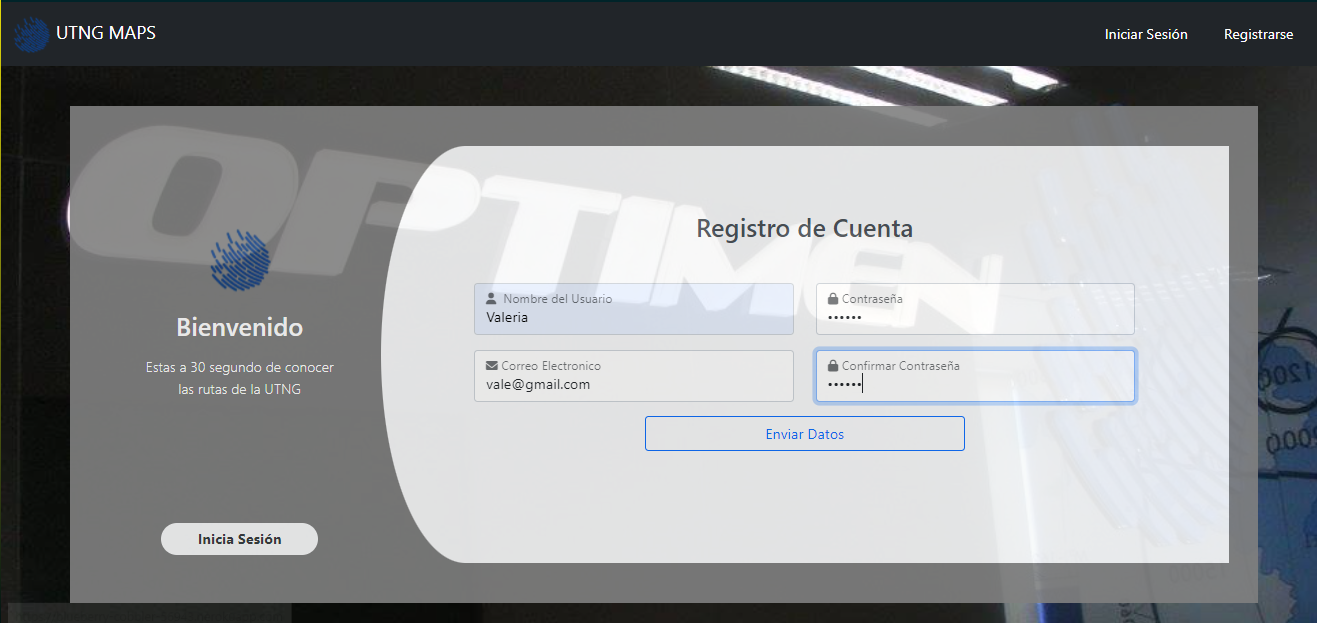 UTNG MAPS
Iniciar Sesión
Registrarse
OPTIMEN
Bienvenido
Estas a 30 segundo de conocer
las rutas de la UTNG
Inicia Sesión
Registro de Cuenta
Nombre del Usuario
Valeria
Contraseña
••••••
Correo Electronico
vale@gmail.com
Confirmar Contraseña
••••••
Enviar Datos